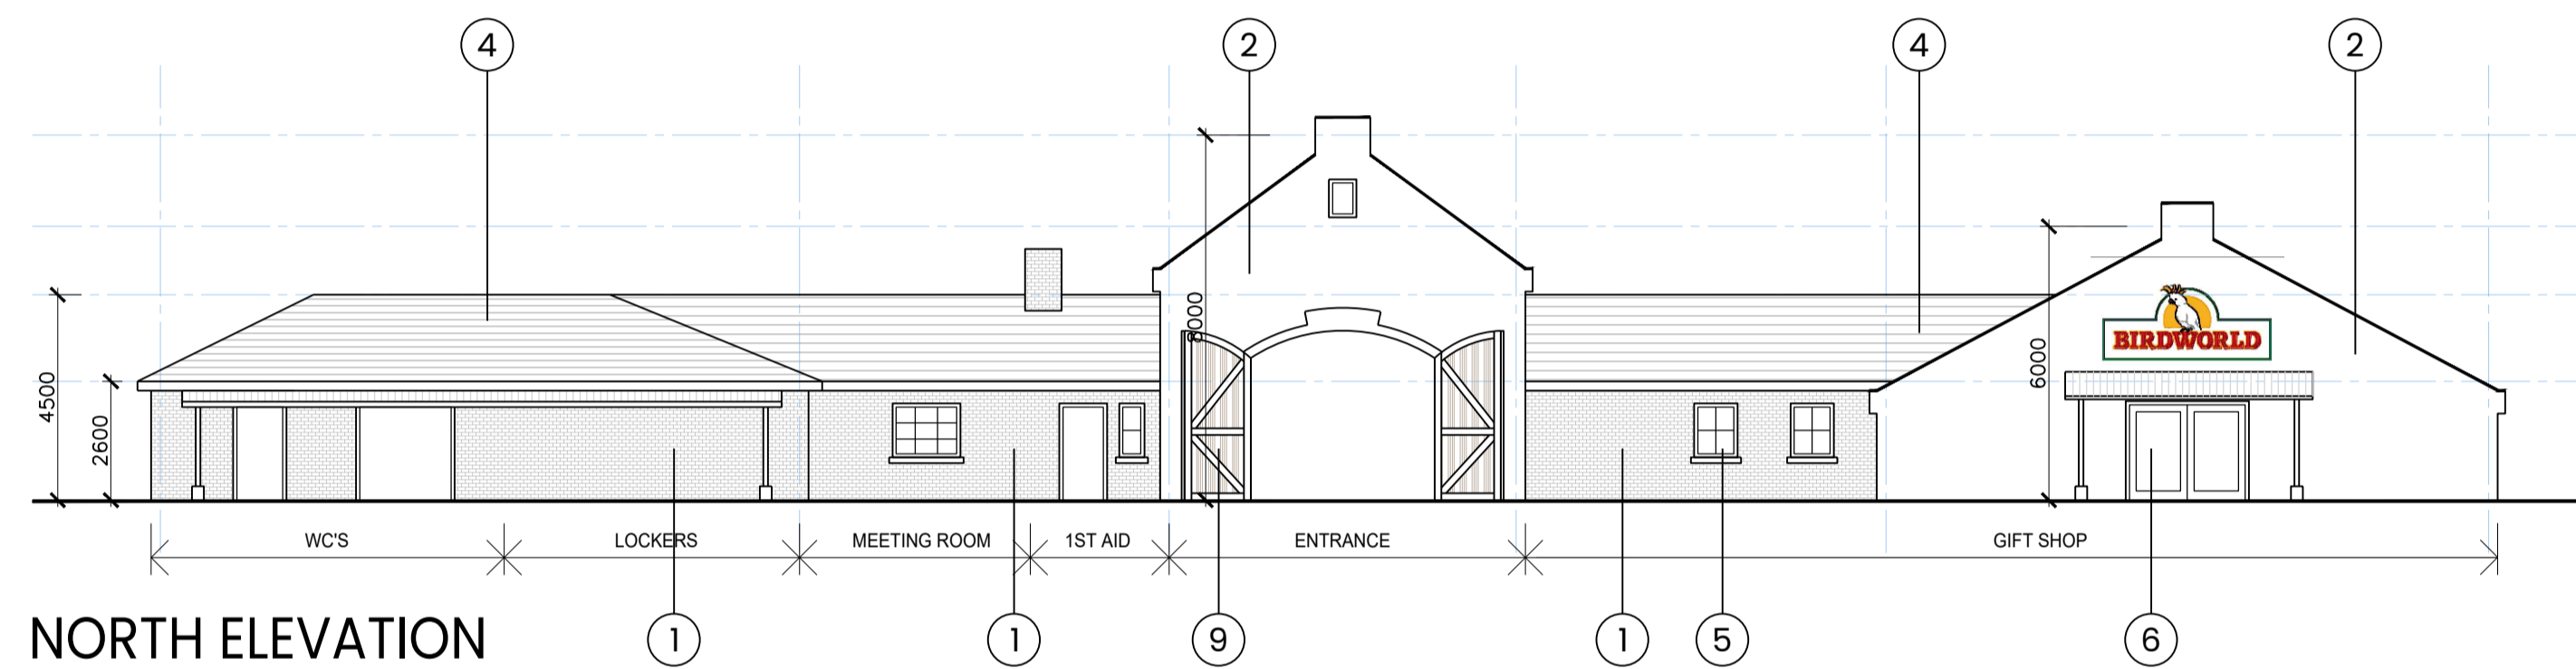 4
2
4
2
4500
2600
8000
6000
BIRDWORLD
WC'S
LOCKERS
MEETING ROOM
1ST AID
ENTRANCE
GIFT SHOP
NORTH ELEVATION
1
1
9
1
5
6